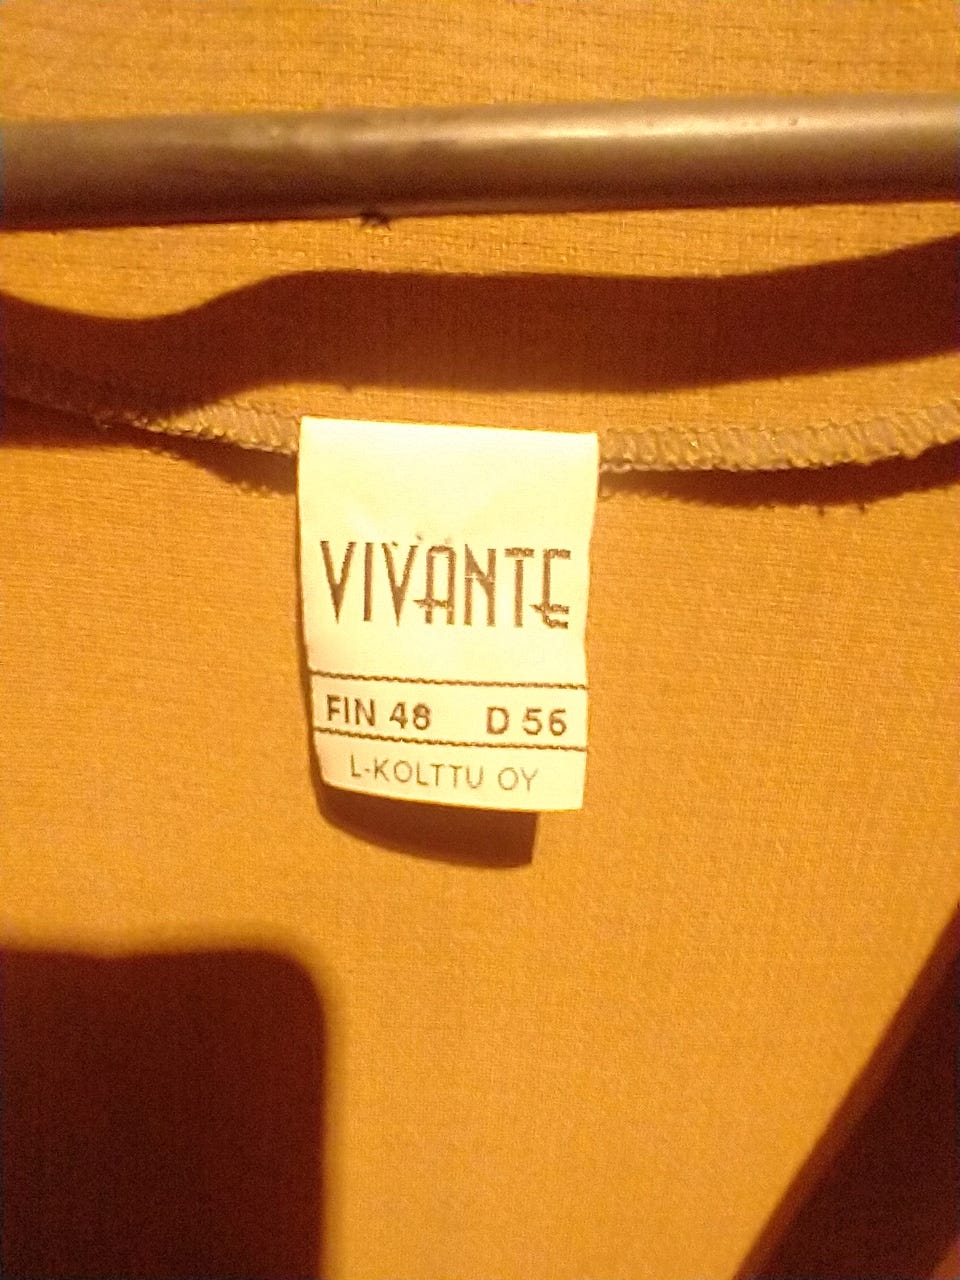 VIVANTE
FIN 48 D 56
L-KOLTTU OY